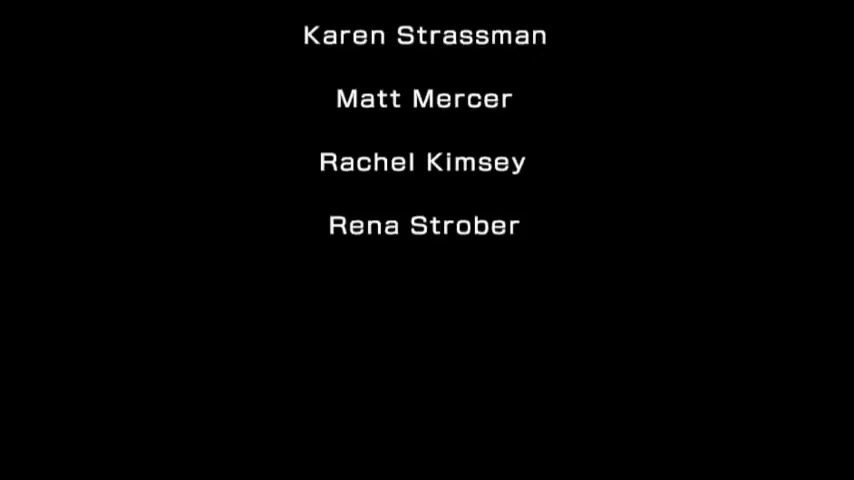 Karen Strassman
Matt Mercer
Rachel Kimsey
Rena Strober